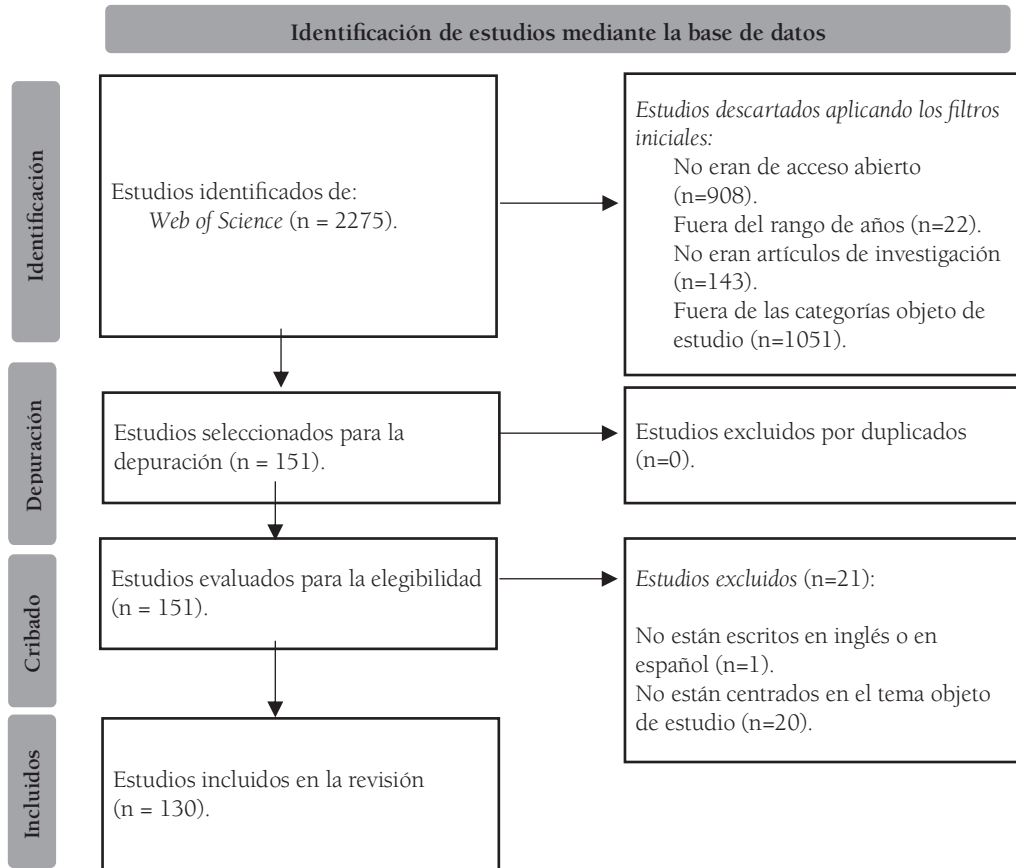 Identificación de estudios mediante la base de datos
Identificación
Estudios identificados de:
Web of Science (n = 2275).
Estudios descartados aplicando los filtros
iniciales:
No eran de acceso abierto
(n=908).
Fuera del rango de años (n=22).
No eran artículos de investigación
(n=143).
Fuera de las categorías objeto de
estudio (n=1051).
Depuración
Estudios seleccionados para la
depuración (n = 151).
Estudios excluidos por duplicados
(n=0).
Cribado
Estudios evaluados para la elegibilidad
(n = 151).
Estudios excluidos (n=21):
No están escritos en inglés o en
español (n=1).
No están centrados en el tema objeto
de estudio (n=20).
Incluidos
Estudios incluidos en la revisión
(n = 130).